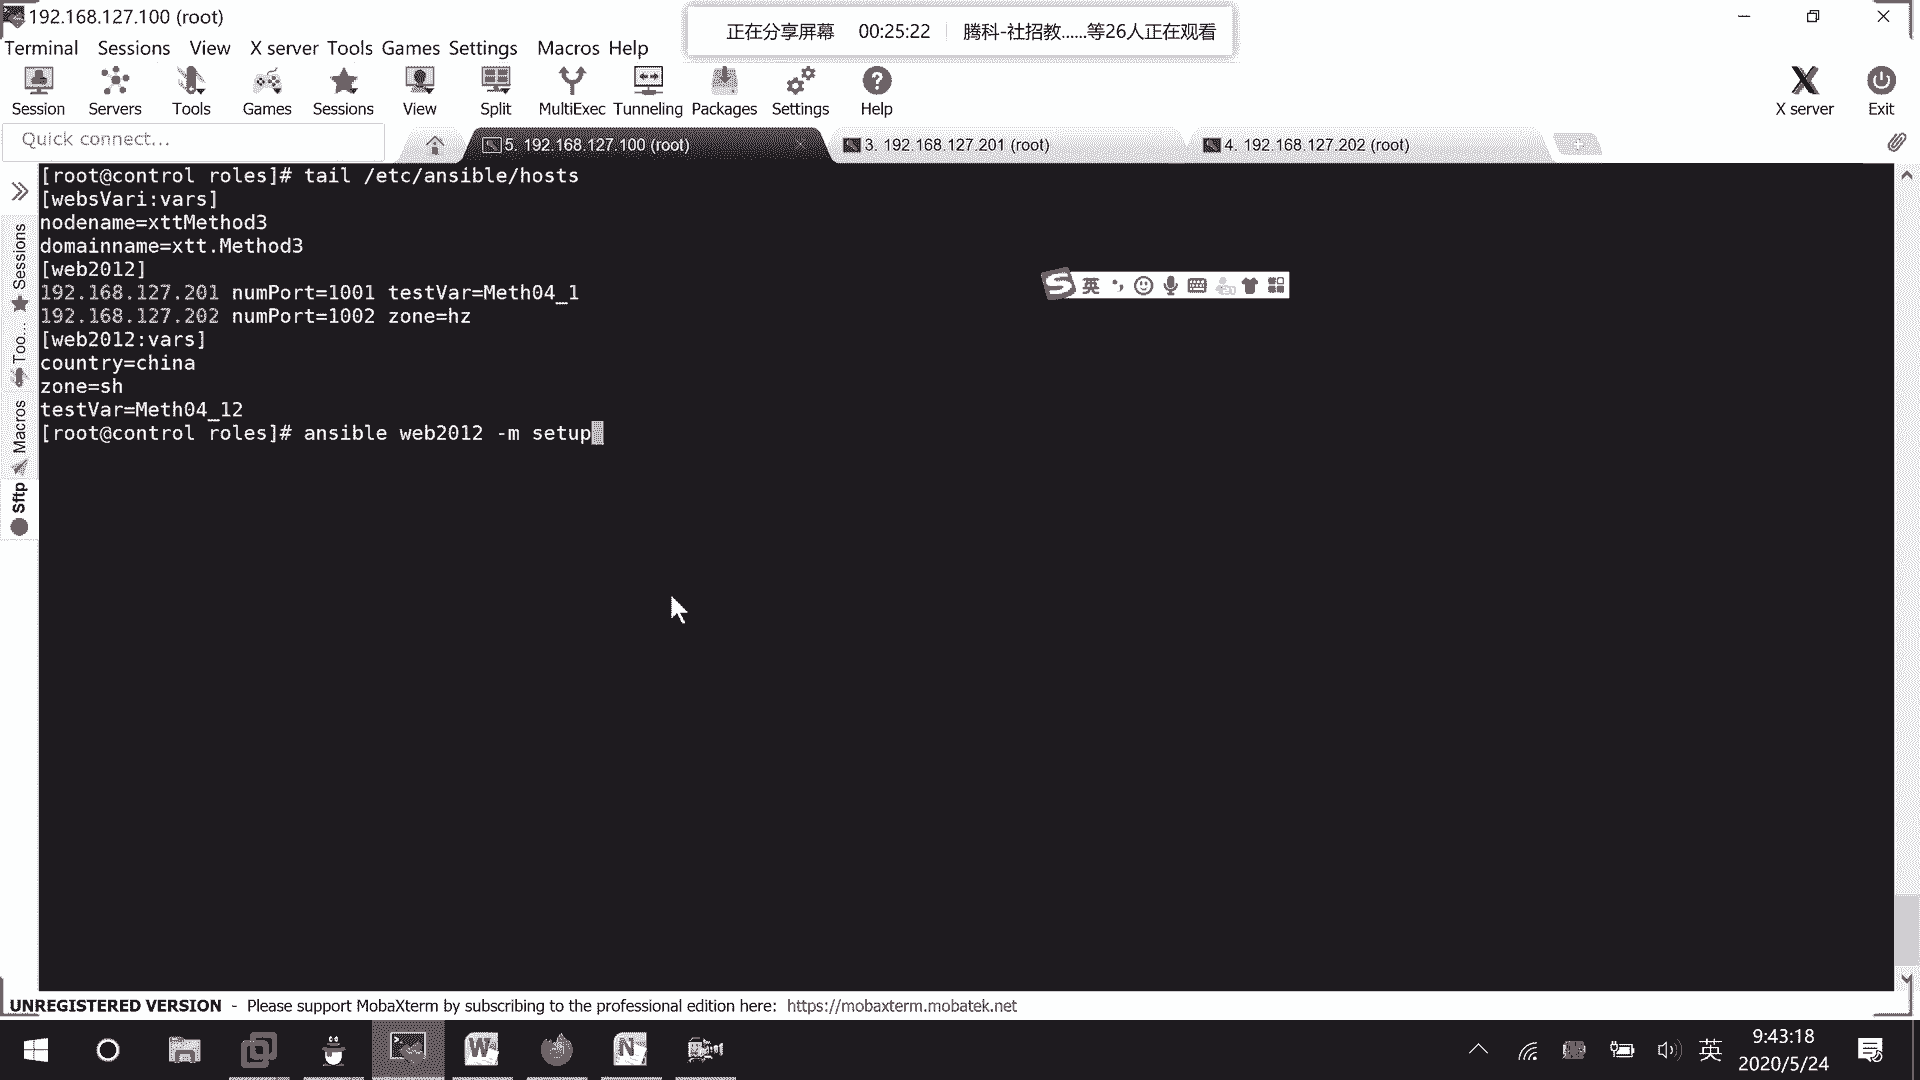 192.168.127.100 (root)
正在分享屏幕 00:25:22 腾科-社招教......等26人正在观看
Terminal Sessions View X server Tools Games Settings Macros Help
Session Servers Tools Games Sessions View Split MultiExec Tunneling Packages Settings Help X server Exit
Quick connect...
5. 192.168.127.100 (root)
3. 192.168.127.201 (root)
4. 192.168.127.202 (root)
Sessions
Too...
Macros
Sftp
[root@control roles]# tail /etc/ansible/hosts
[websVari:vars]
nodename=xttMethod3
domainname=xtt.Method3
[web2012]
192.168.127.201 numPort=1001 testVar=Meth04_1
192.168.127.202 numPort=1002 zone=hz
[web2012:vars]
country=china
zone=sh
testVar=Meth04_12
[root@control roles]# ansible web2012 -m setup
英
UNREGISTERED VERSION - Please support MobaXterm by subscribing to the professional edition here: https://mobaxterm.mobatek.net
英
9:43:18
2020/5/24